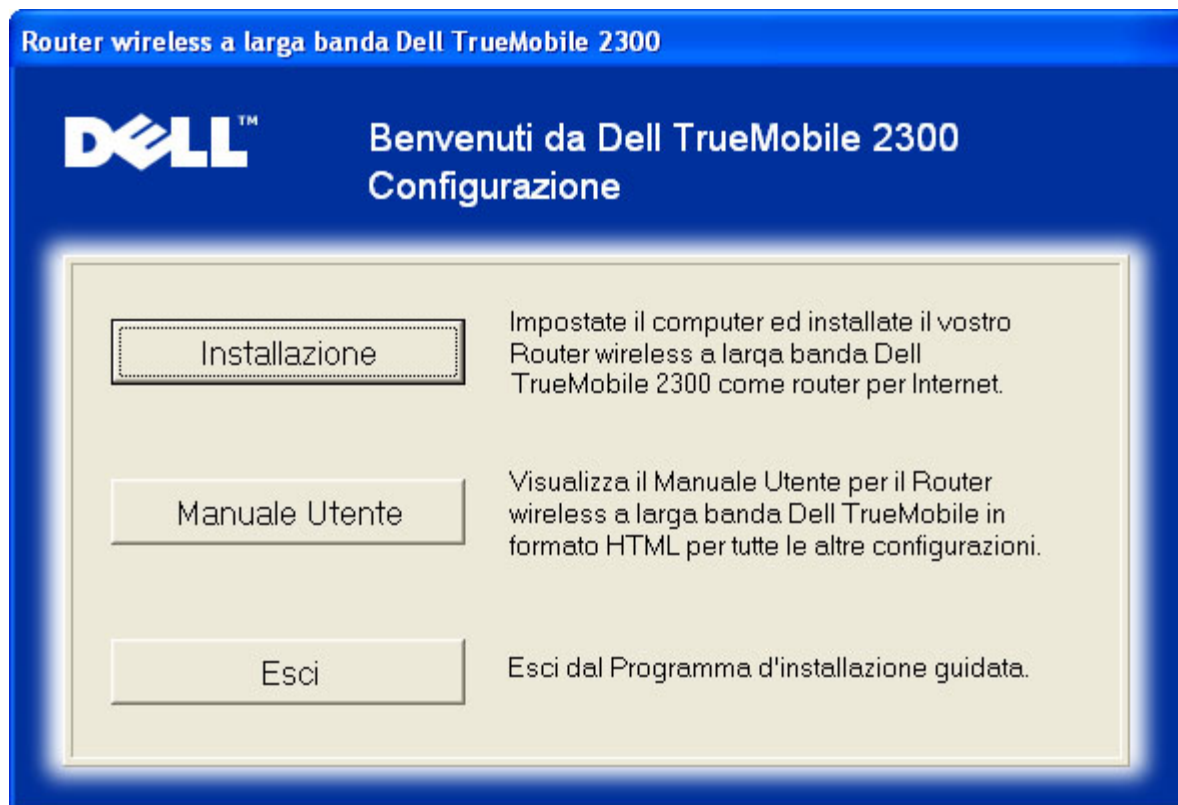 Router wireless a larga banda Dell TrueMobile 2300
DELL™
Benvenuti da Dell TrueMobile 2300
Configurazione
Installazione
Impostate il computer ed installate il vostro
Router wireless a larga banda Dell
TrueMobile 2300 come router per Internet.
Manuale Utente
Visualizza il Manuale Utente per il Router
wireless a larga banda Dell TrueMobile in
formato HTML per tutte le altre configurazioni.
Esci
Esci dal Programma d'installazione guidata.